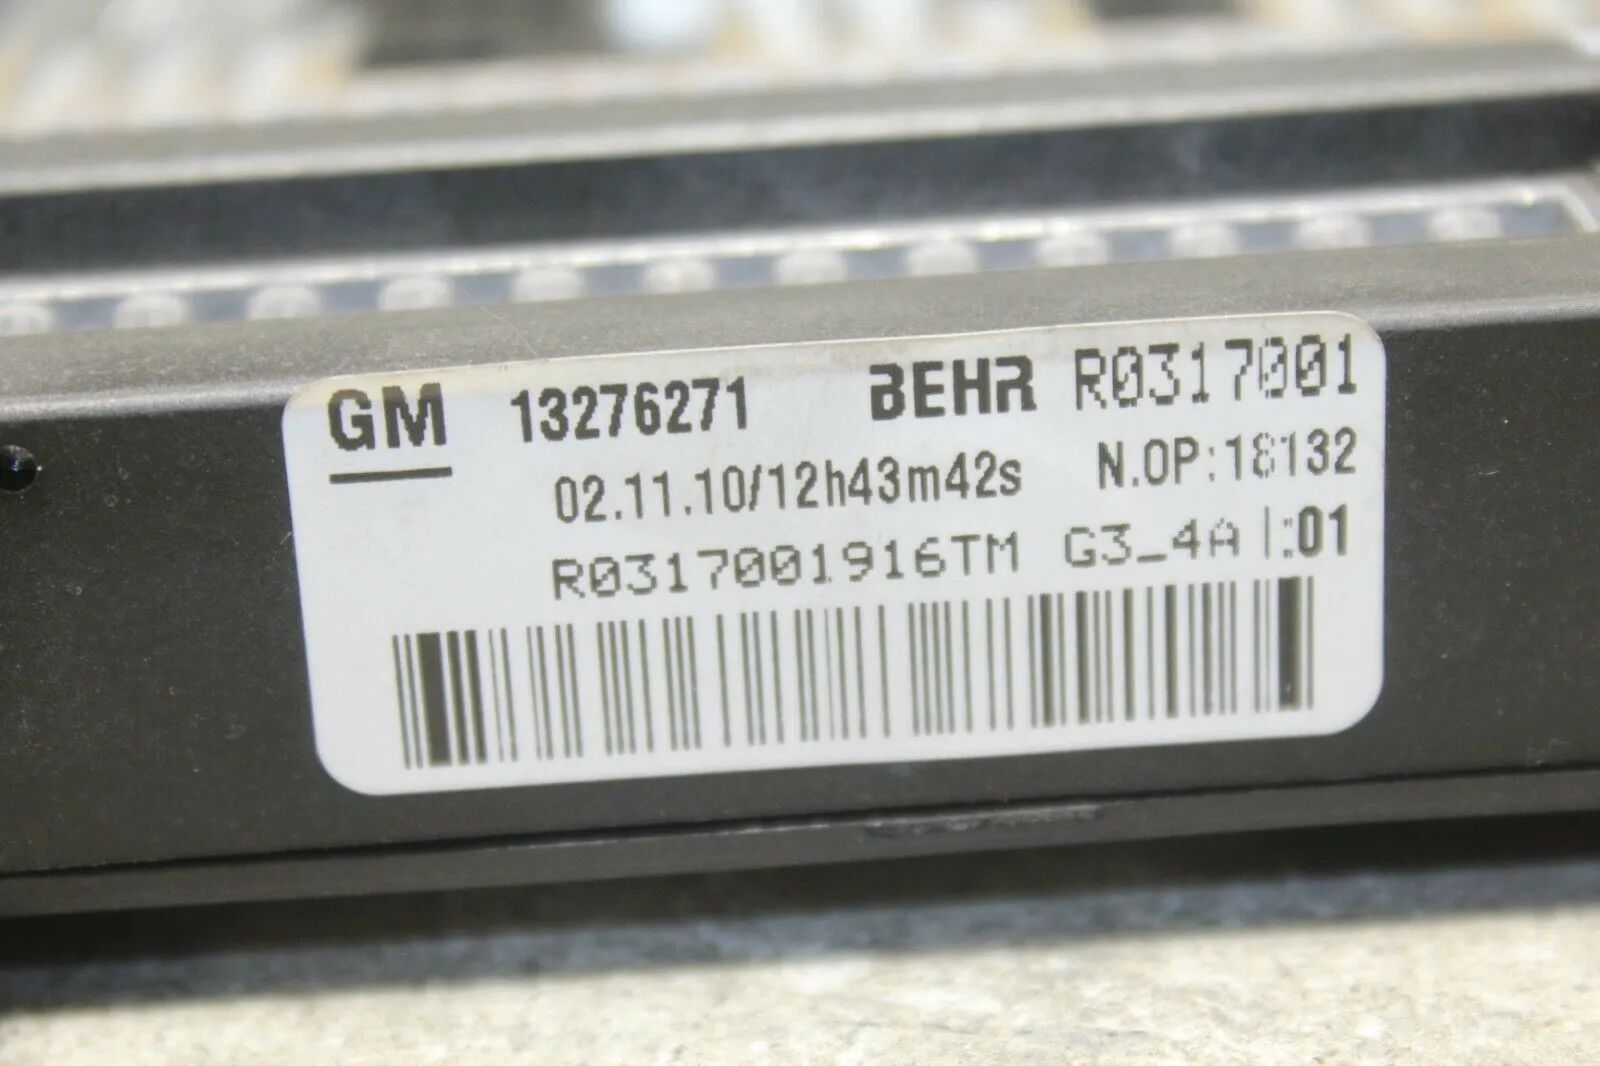 GM 13276271 BEHR R0317001
02.11.10/12h43m42s N.OP:18132
R0317001916TM G3_4A :01